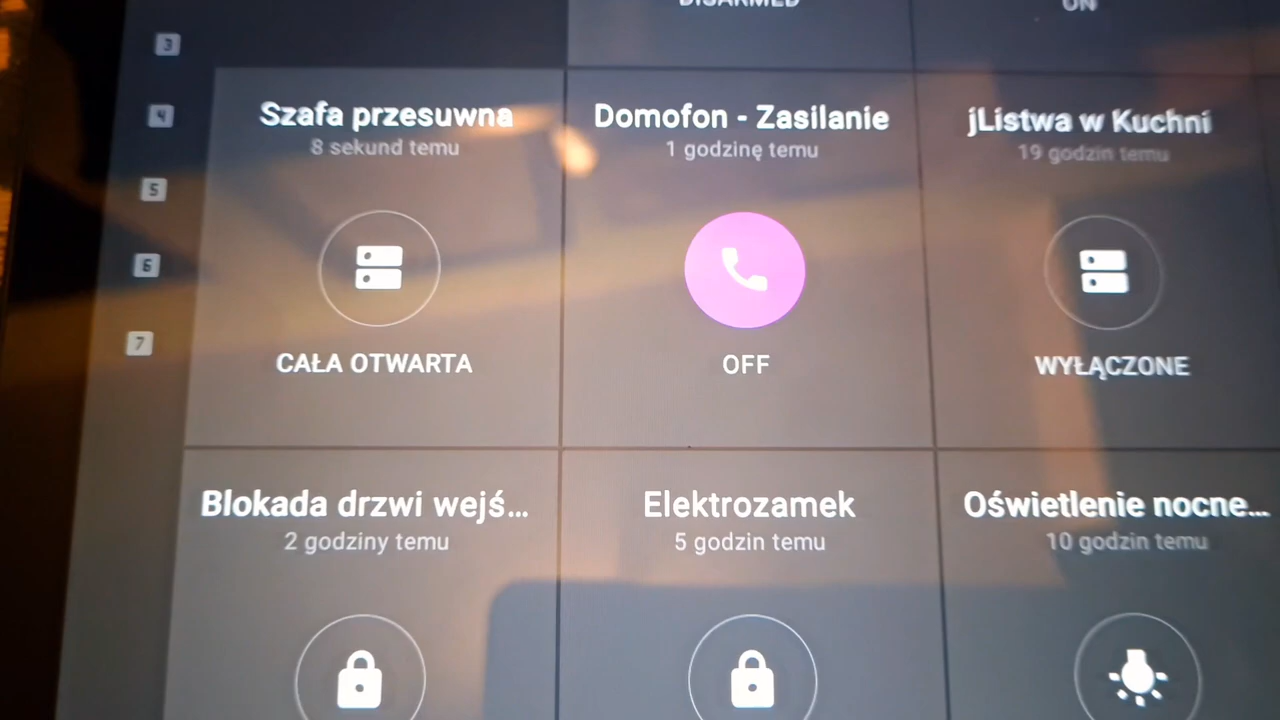 DISARMED
ON
3
4
5
6
7
Szafa przesuwna
8 sekund temu
CAŁA OTWARTA
Domofon - Zasilanie
1 godzinę temu
OFF
jListwa w Kuchni
19 godzin temu
WYŁĄCZONE
Blokada drzwi wejś...
2 godziny temu
Elektrozamek
5 godzin temu
Oświetlenie nocne...
10 godzin temu